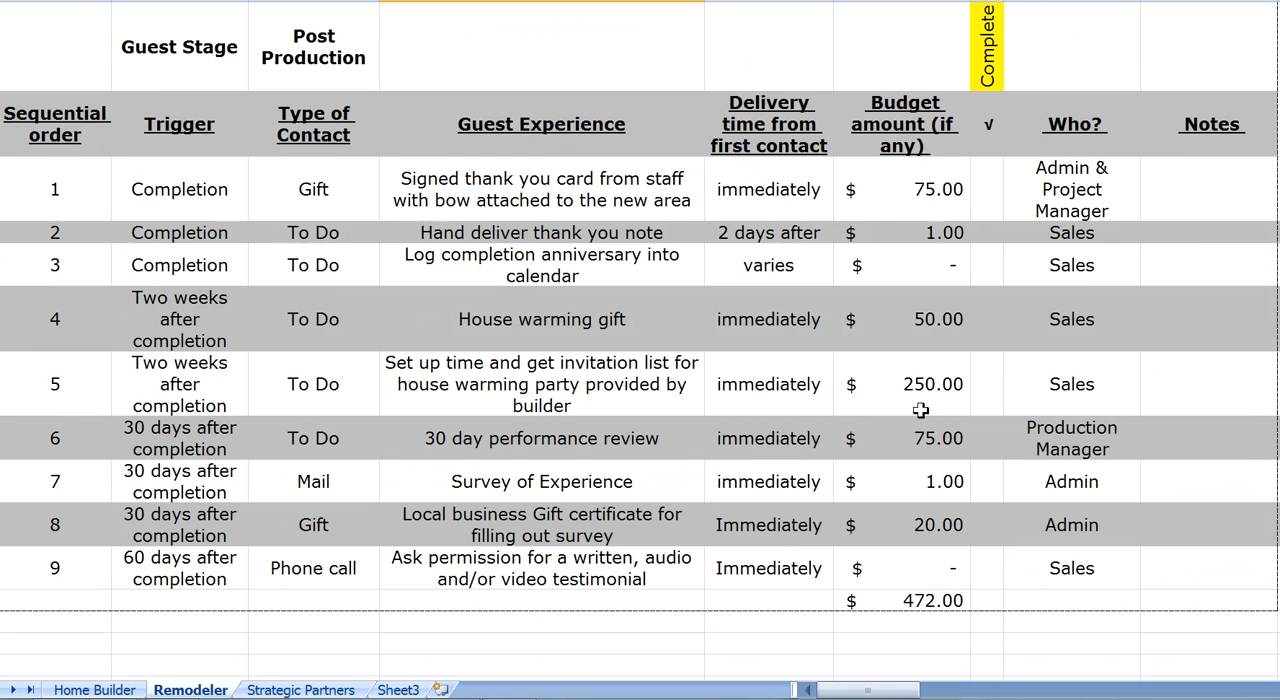 Guest Stage
Post
Production
Complete
Sequential
order
Trigger
Type of
Contact
Guest Experience
Delivery
time from
first contact
Budget
amount (if
any)
√
Who?
Notes
1
Completion
Gift
Signed thank you card from staff
with bow attached to the new area
immediately
$ 75.00
Admin &
Project
Manager
2
Completion
To Do
Hand deliver thank you note
2 days after
$ 1.00
Sales
3
Completion
To Do
Log completion anniversary into
calendar
varies
$ -
Sales
4
Two weeks
after
completion
To Do
House warming gift
immediately
$ 50.00
Sales
5
Two weeks
after
completion
To Do
Set up time and get invitation list for
house warming party provided by
builder
immediately
$ 250.00
Sales
6
30 days after
completion
To Do
30 day performance review
immediately
$ 75.00
Production
Manager
7
30 days after
completion
Mail
Survey of Experience
immediately
$ 1.00
Admin
8
30 days after
completion
Gift
Local business Gift certificate for
filling out survey
Immediately
$ 20.00
Admin
9
60 days after
completion
Phone call
Ask permission for a written, audio
and/or video testimonial
Immediately
$ -
Sales
$ 472.00
Home Builder
Remodeler
Strategic Partners
Sheet3